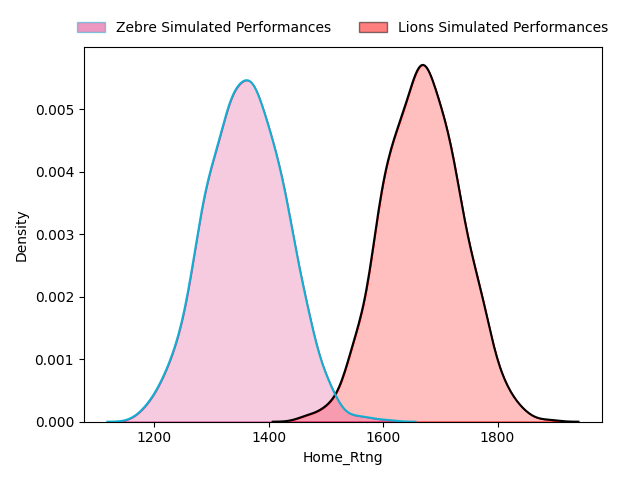 Zebre Simulated Performances Lions Simulated Performances
0.005
0.004
0.003
0.002
0.001
0.000
Density
1200 1400 1600 1800
Home_Rtng